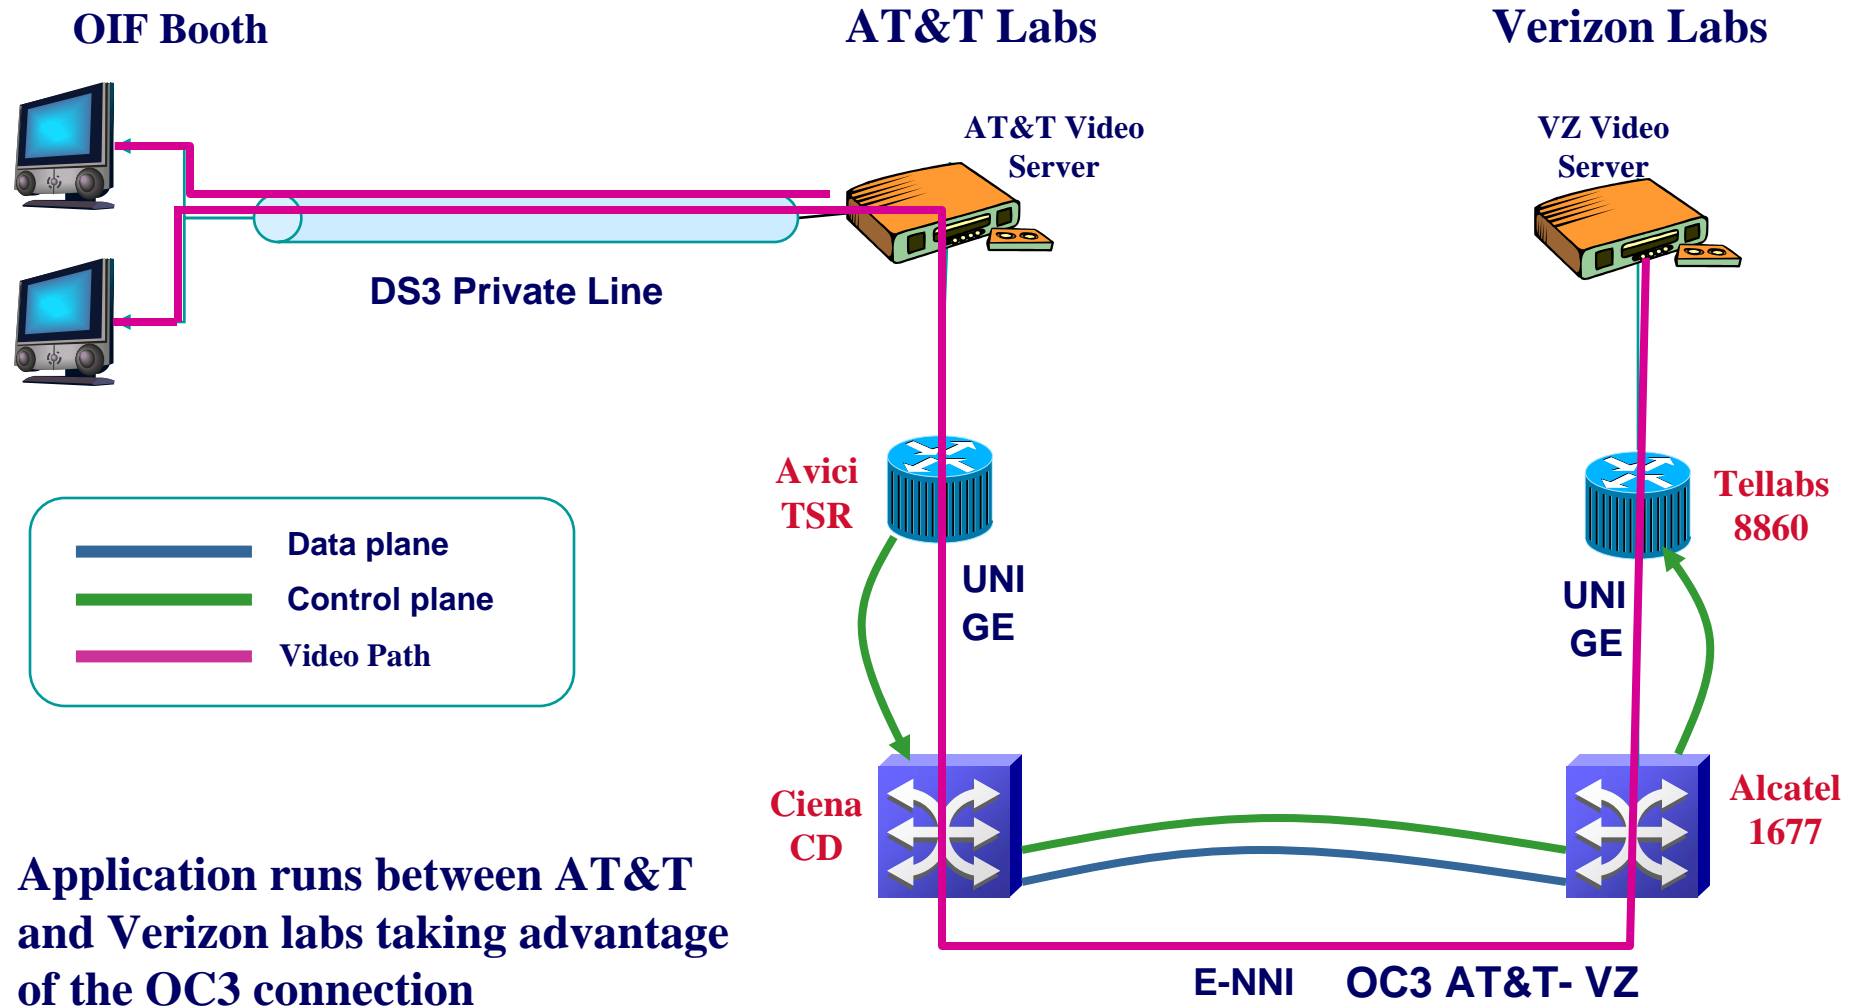 OIF Booth
AT&T Labs
Verizon Labs
AT&T Video
Server
VZ Video
Server
DS3 Private Line
Avici
TSR
Tellabs
8860
UNI
GE
UNI
GE
Data plane
Control plane
Video Path
Ciena
CD
Alcatel
1677
Application runs between AT&T
and Verizon labs taking advantage
of the OC3 connection
E-NNI OC3 AT&T- VZ